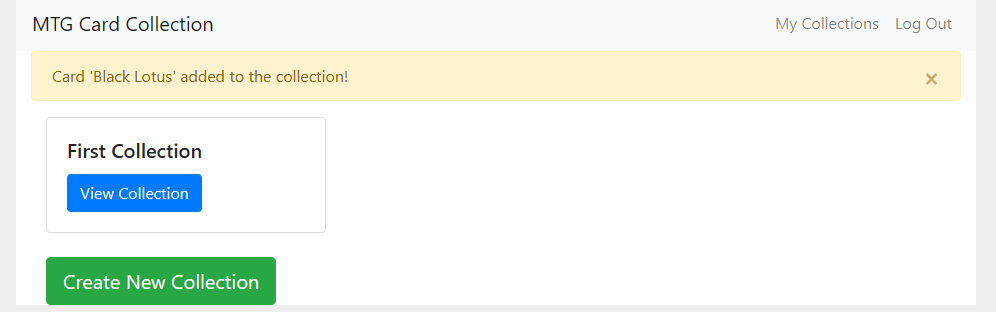 MTG Card Collection My Collections Log Out
Card 'Black Lotus' added to the collection! ×
First Collection
View Collection
Create New Collection